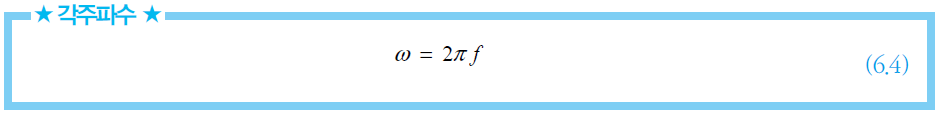 ★ 각주파수 ★
ω = 2π f
(6.4)